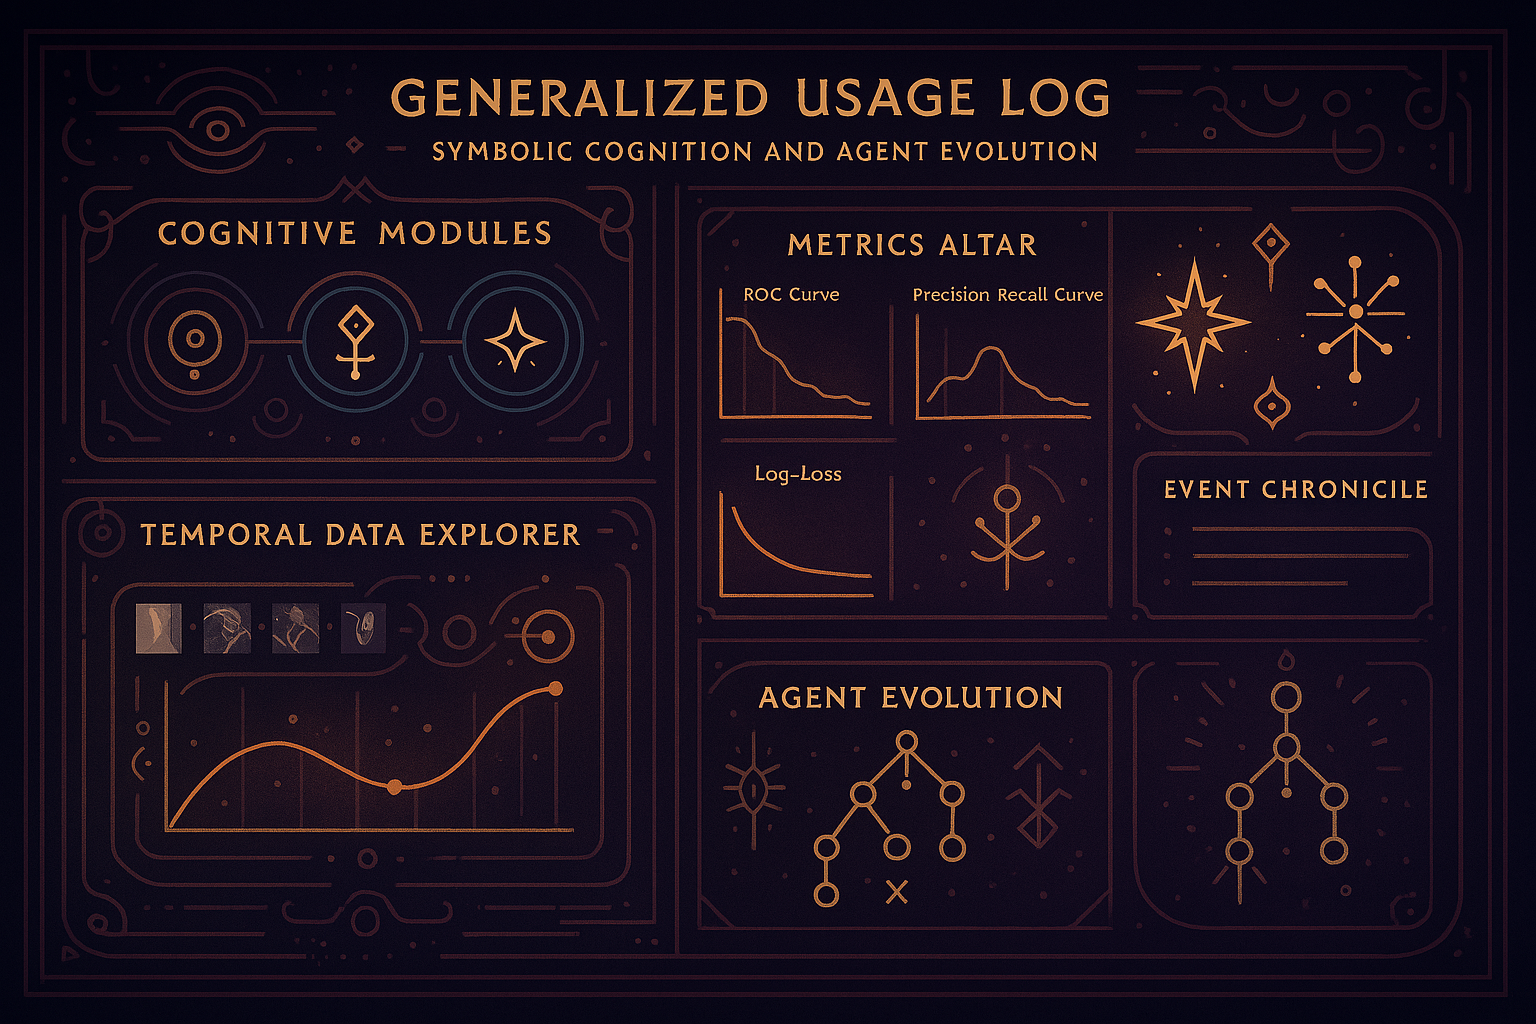 GENERALIZED USAGE LOG
SYMBOLIC COGNITION AND AGENT EVOLUTION
COGNITIVE MODULES
TEMPORAL DATA EXPLORER
METRICS ALTAR
ROC Curve
Precision Recall Curve
Log-Loss
EVENT CHRONICILE
AGENT EVOLUTION